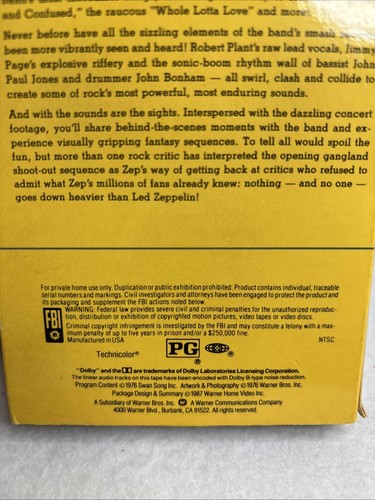 and Confused," the raucous "Whole Lotta Love" and more!
Never before have all the sizzling elements of the band's smash
been more vibrantly seen and heard! Robert Plant's raw lead vocals, Jimmy
Page's explosive riffery and the sonic-boom rhythm wall of bassist John
Paul Jones and drummer John Bonham — all swirl, clash and collide to
create some of rock's most powerful, most enduring sounds.
And with the sounds are the sights. Interspersed with the dazzling concert
footage, you'll share behind-the-scenes moments with the band and ex-
perience visually gripping fantasy sequences. To tell all would spoil the
fun, but more than one rock critic has interpreted the opening gangland
shoot-out sequence as Zep's way of getting back at critics who refused to
admit what Zep's millions of fans already knew: nothing — and no one —
goes down heavier than Led Zeppelin!
For private home use only. Duplication or public exhibition prohibited. Product contains individual, traceable
serial numbers and markings. Civil investigators and attorneys have been engaged to protect the product and
its packaging and supplement the FBI actions noted below.
FBI
WARNING: Federal law provides severe civil and criminal penalties for the unauthorized reproduc-
tion, distribution or exhibition of copyrighted motion pictures, video tapes or video discs.
Criminal copyright infringement is investigated by the FBI and may constitute a felony with a max-
imum penalty of up to five years in prison and/or a $250,000 fine.
Manufactured in USA NTSC
Technicolor® PG ®
"Dolby" and the DD are trademarks of Dolby Laboratories Licensing Corporation.
The linear audio tracks on this tape have been encoded with Dolby B-type noise reduction.
Program Content ©1976 Swan Song Inc. Artwork & Photography ©1976 Warner Bros. Inc.
Package Design & Summary ©1987 Warner Home Video Inc.
A Subsidiary of Warner Bros. Inc. A Warner Communications Company
4000 Warner Blvd., Burbank, CA 91522. All rights reserved.